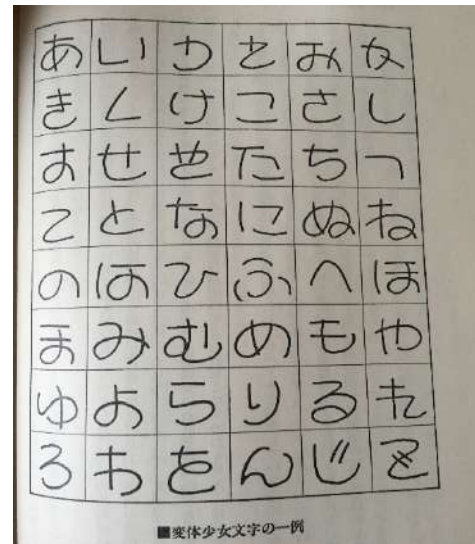 あいうえおか
きくけこさし
すせそたちつ
てとなにぬね
のはひふへほ
まみむめもや
ゆよらりるれ
ろわをんじど
■変体少女文字の一例